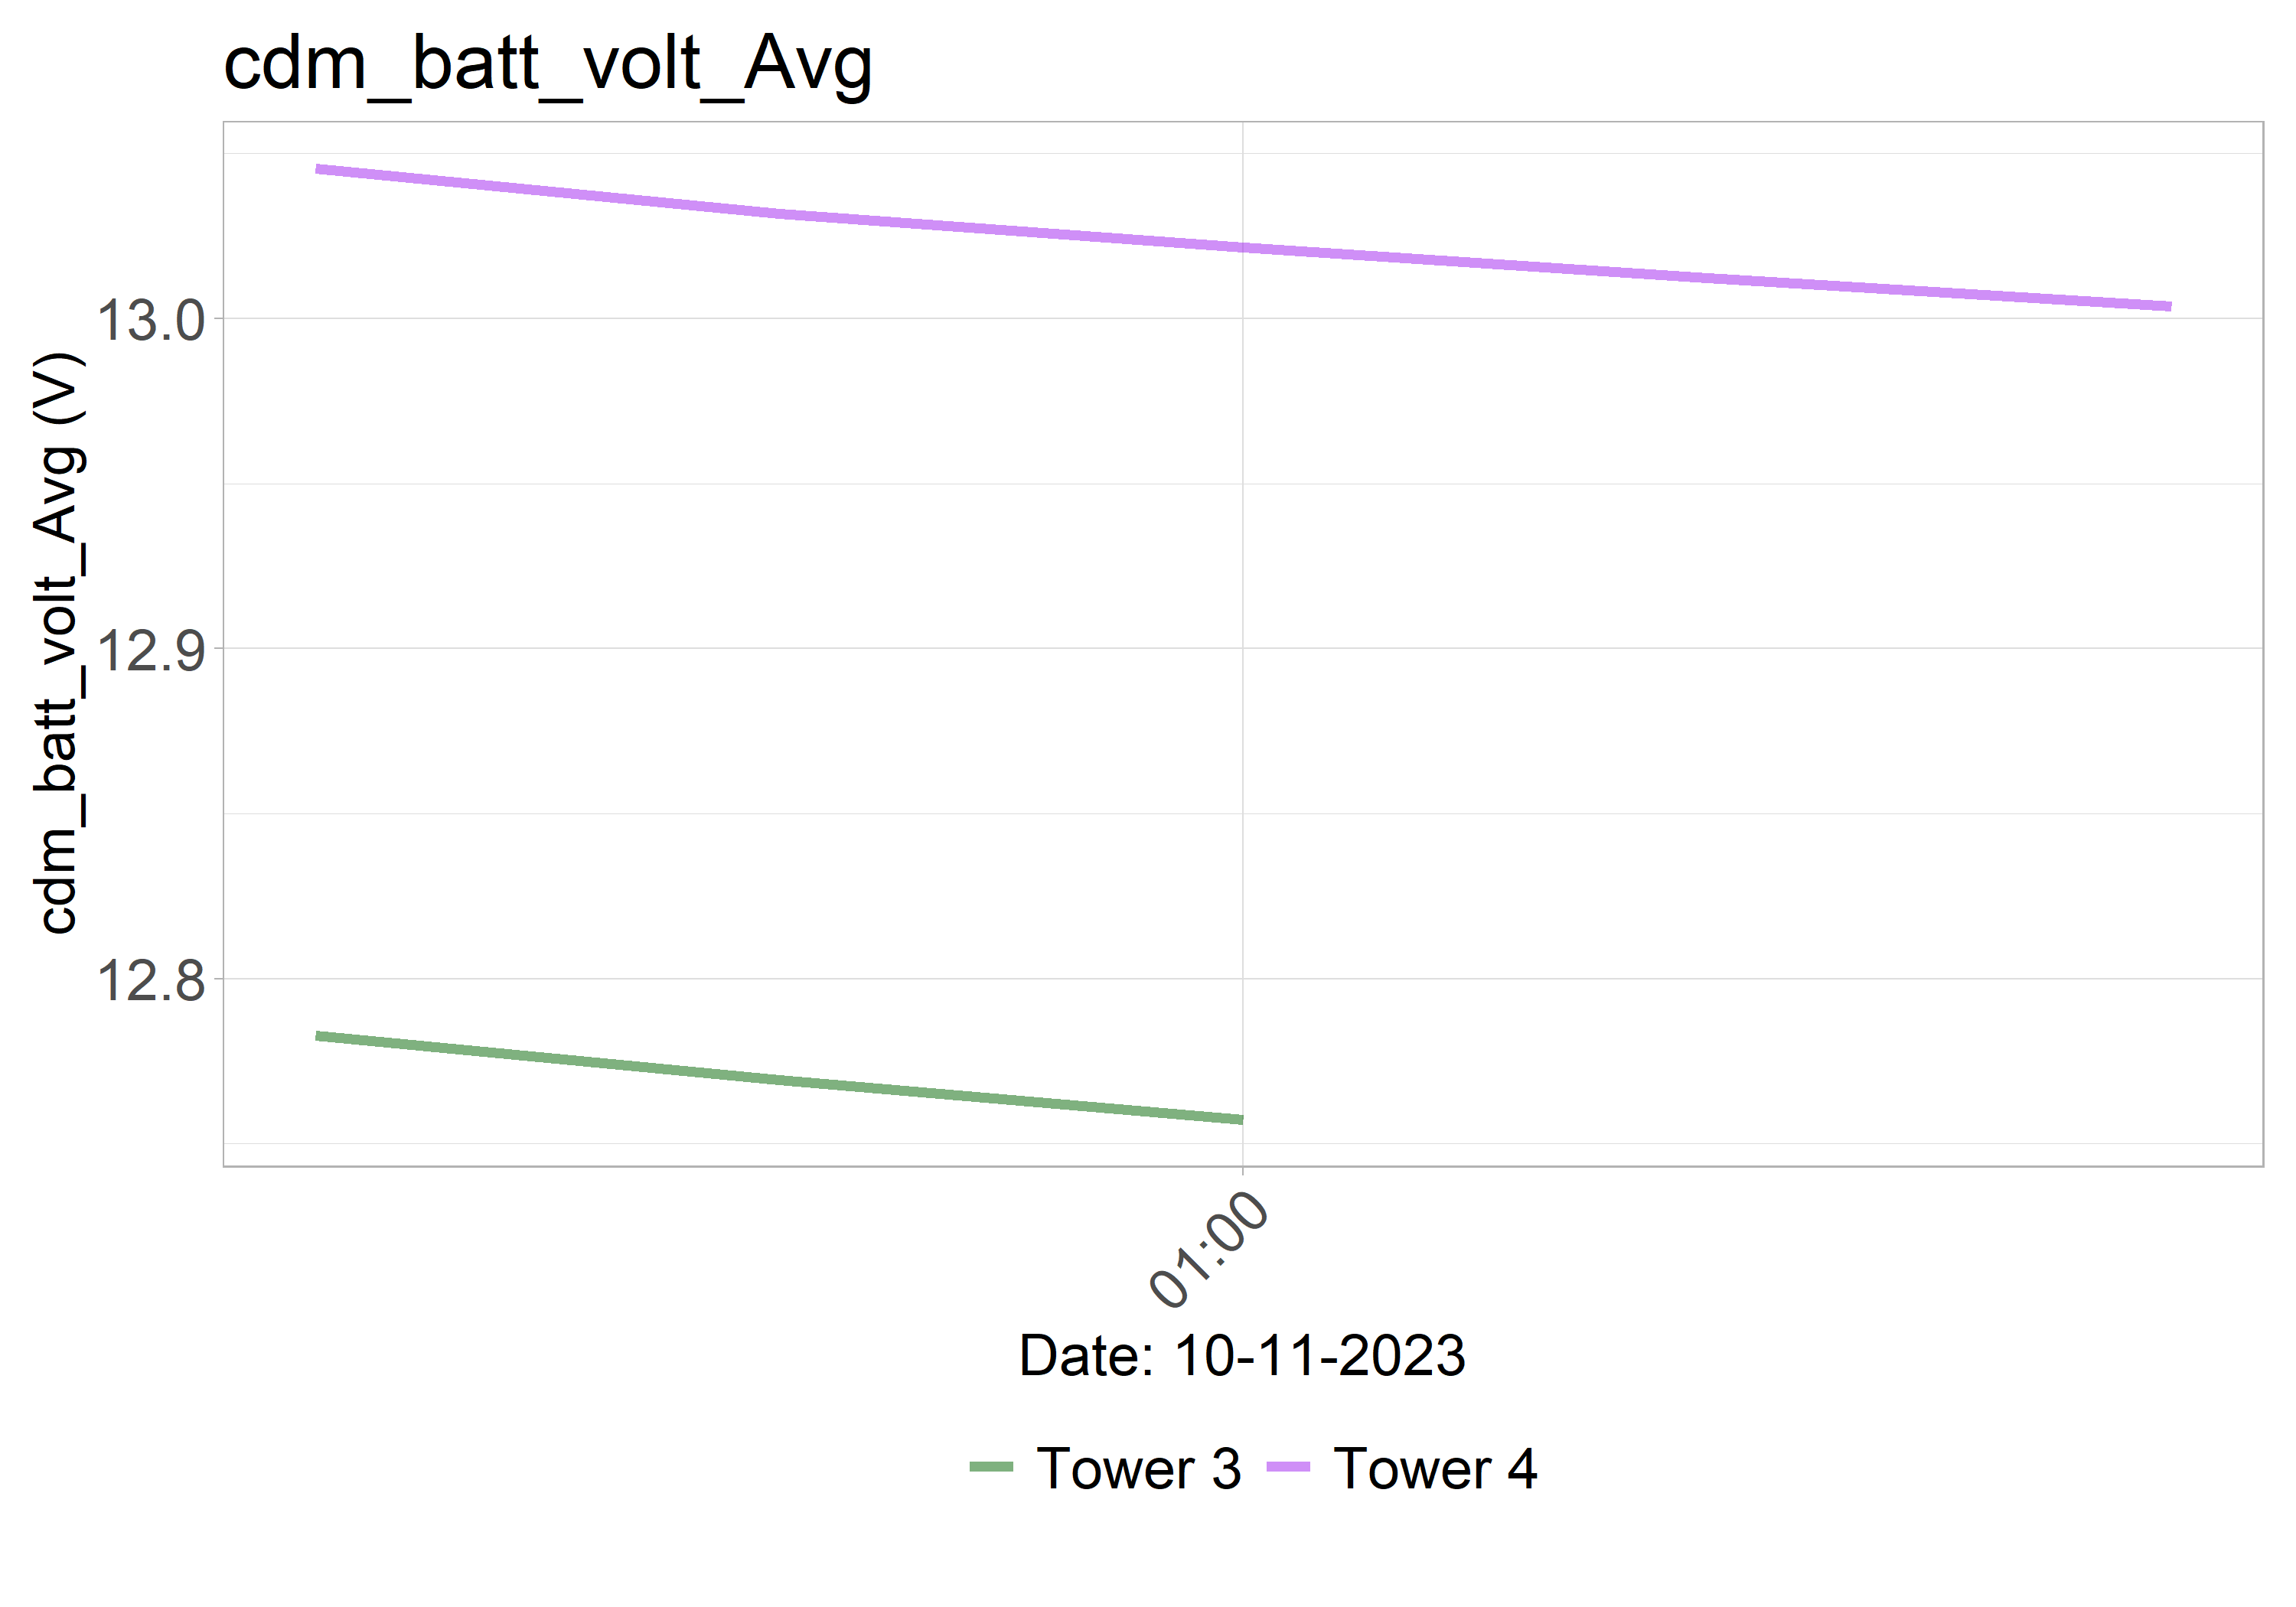 cdm_batt_volt_Avg
cdm_batt_volt_Avg (V)
13.0
12.9
12.8
01:00
Date: 10-11-2023
Tower 3 Tower 4